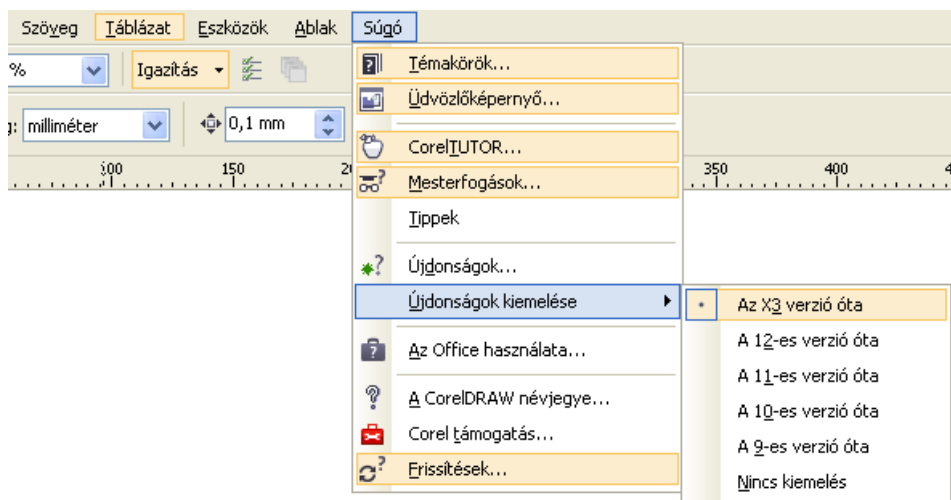 Szöveg Táblázat Eszközök Ablak Súgó
% Igazítás
g: milliméter 0,1 mm
100 150 20 350 400 4
Témakörök...
Üdvözlőképernyő...
CorelTUTOR...
Mesterfogások...
Tippek
Újdonságok...
Újdonságok kiemelése
Az Office használata...
A CorelDRAW névjegye...
Corel támogatás...
Frissítések...
Az X3 verzió óta
A 12-es verzió óta
A 11-es verzió óta
A 10-es verzió óta
A 9-es verzió óta
Nincs kiemelés